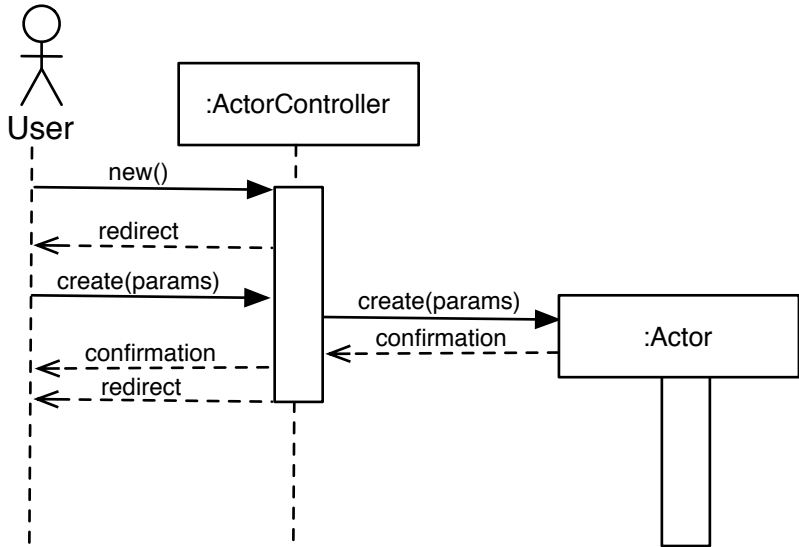 User
:ActorController
new()
redirect
create(params)
create(params)
:Actor
confirmation
confirmation
redirect